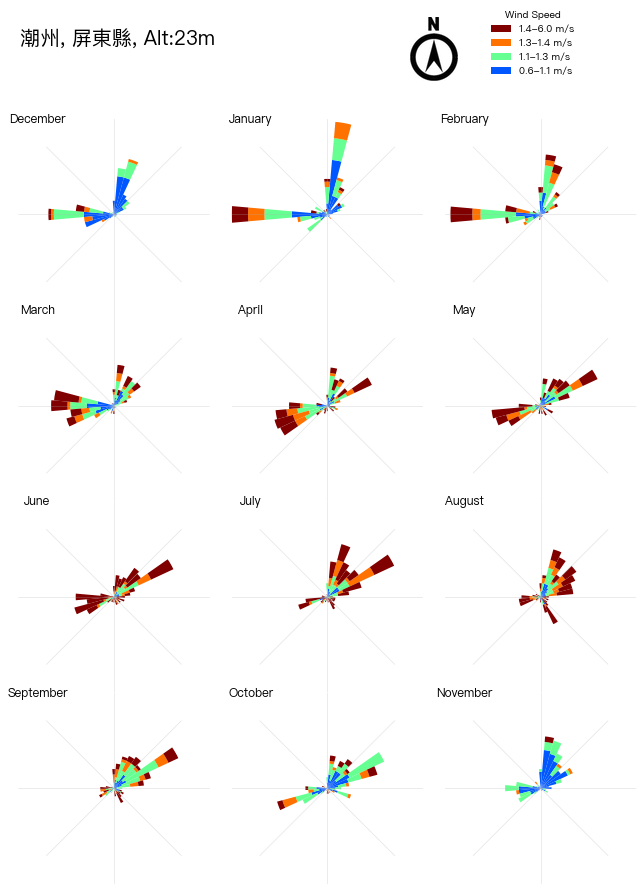 潮州, 屏東縣, Alt:23m
N
Wind Speed
1.4–6.0 m/s
1.3–1.4 m/s
1.1–1.3 m/s
0.6–1.1 m/s
December
January
February
March
April
May
June
July
August
September
October
November